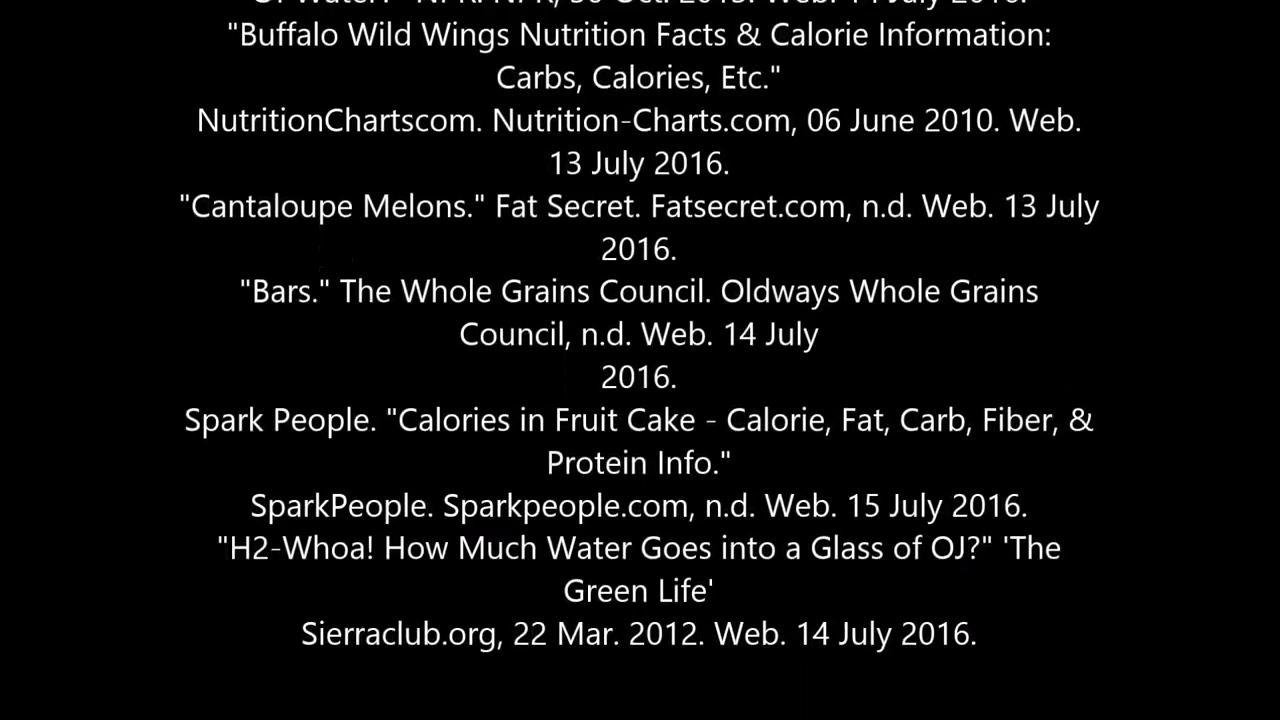 "Buffalo Wild Wings Nutrition Facts & Calorie Information:
Carbs, Calories, Etc."
NutritionChartscom. Nutrition-Charts.com, 06 June 2010. Web.
13 July 2016.
"Cantaloupe Melons." Fat Secret. Fatsecret.com, n.d. Web. 13 July
2016.
"Bars." The Whole Grains Council. Oldways Whole Grains
Council, n.d. Web. 14 July
2016.
Spark People. "Calories in Fruit Cake - Calorie, Fat, Carb, Fiber, &
Protein Info."
SparkPeople. Sparkpeople.com, n.d. Web. 15 July 2016.
"H2-Whoa! How Much Water Goes into a Glass of OJ?" 'The
Green Life'
Sierraclub.org, 22 Mar. 2012. Web. 14 July 2016.